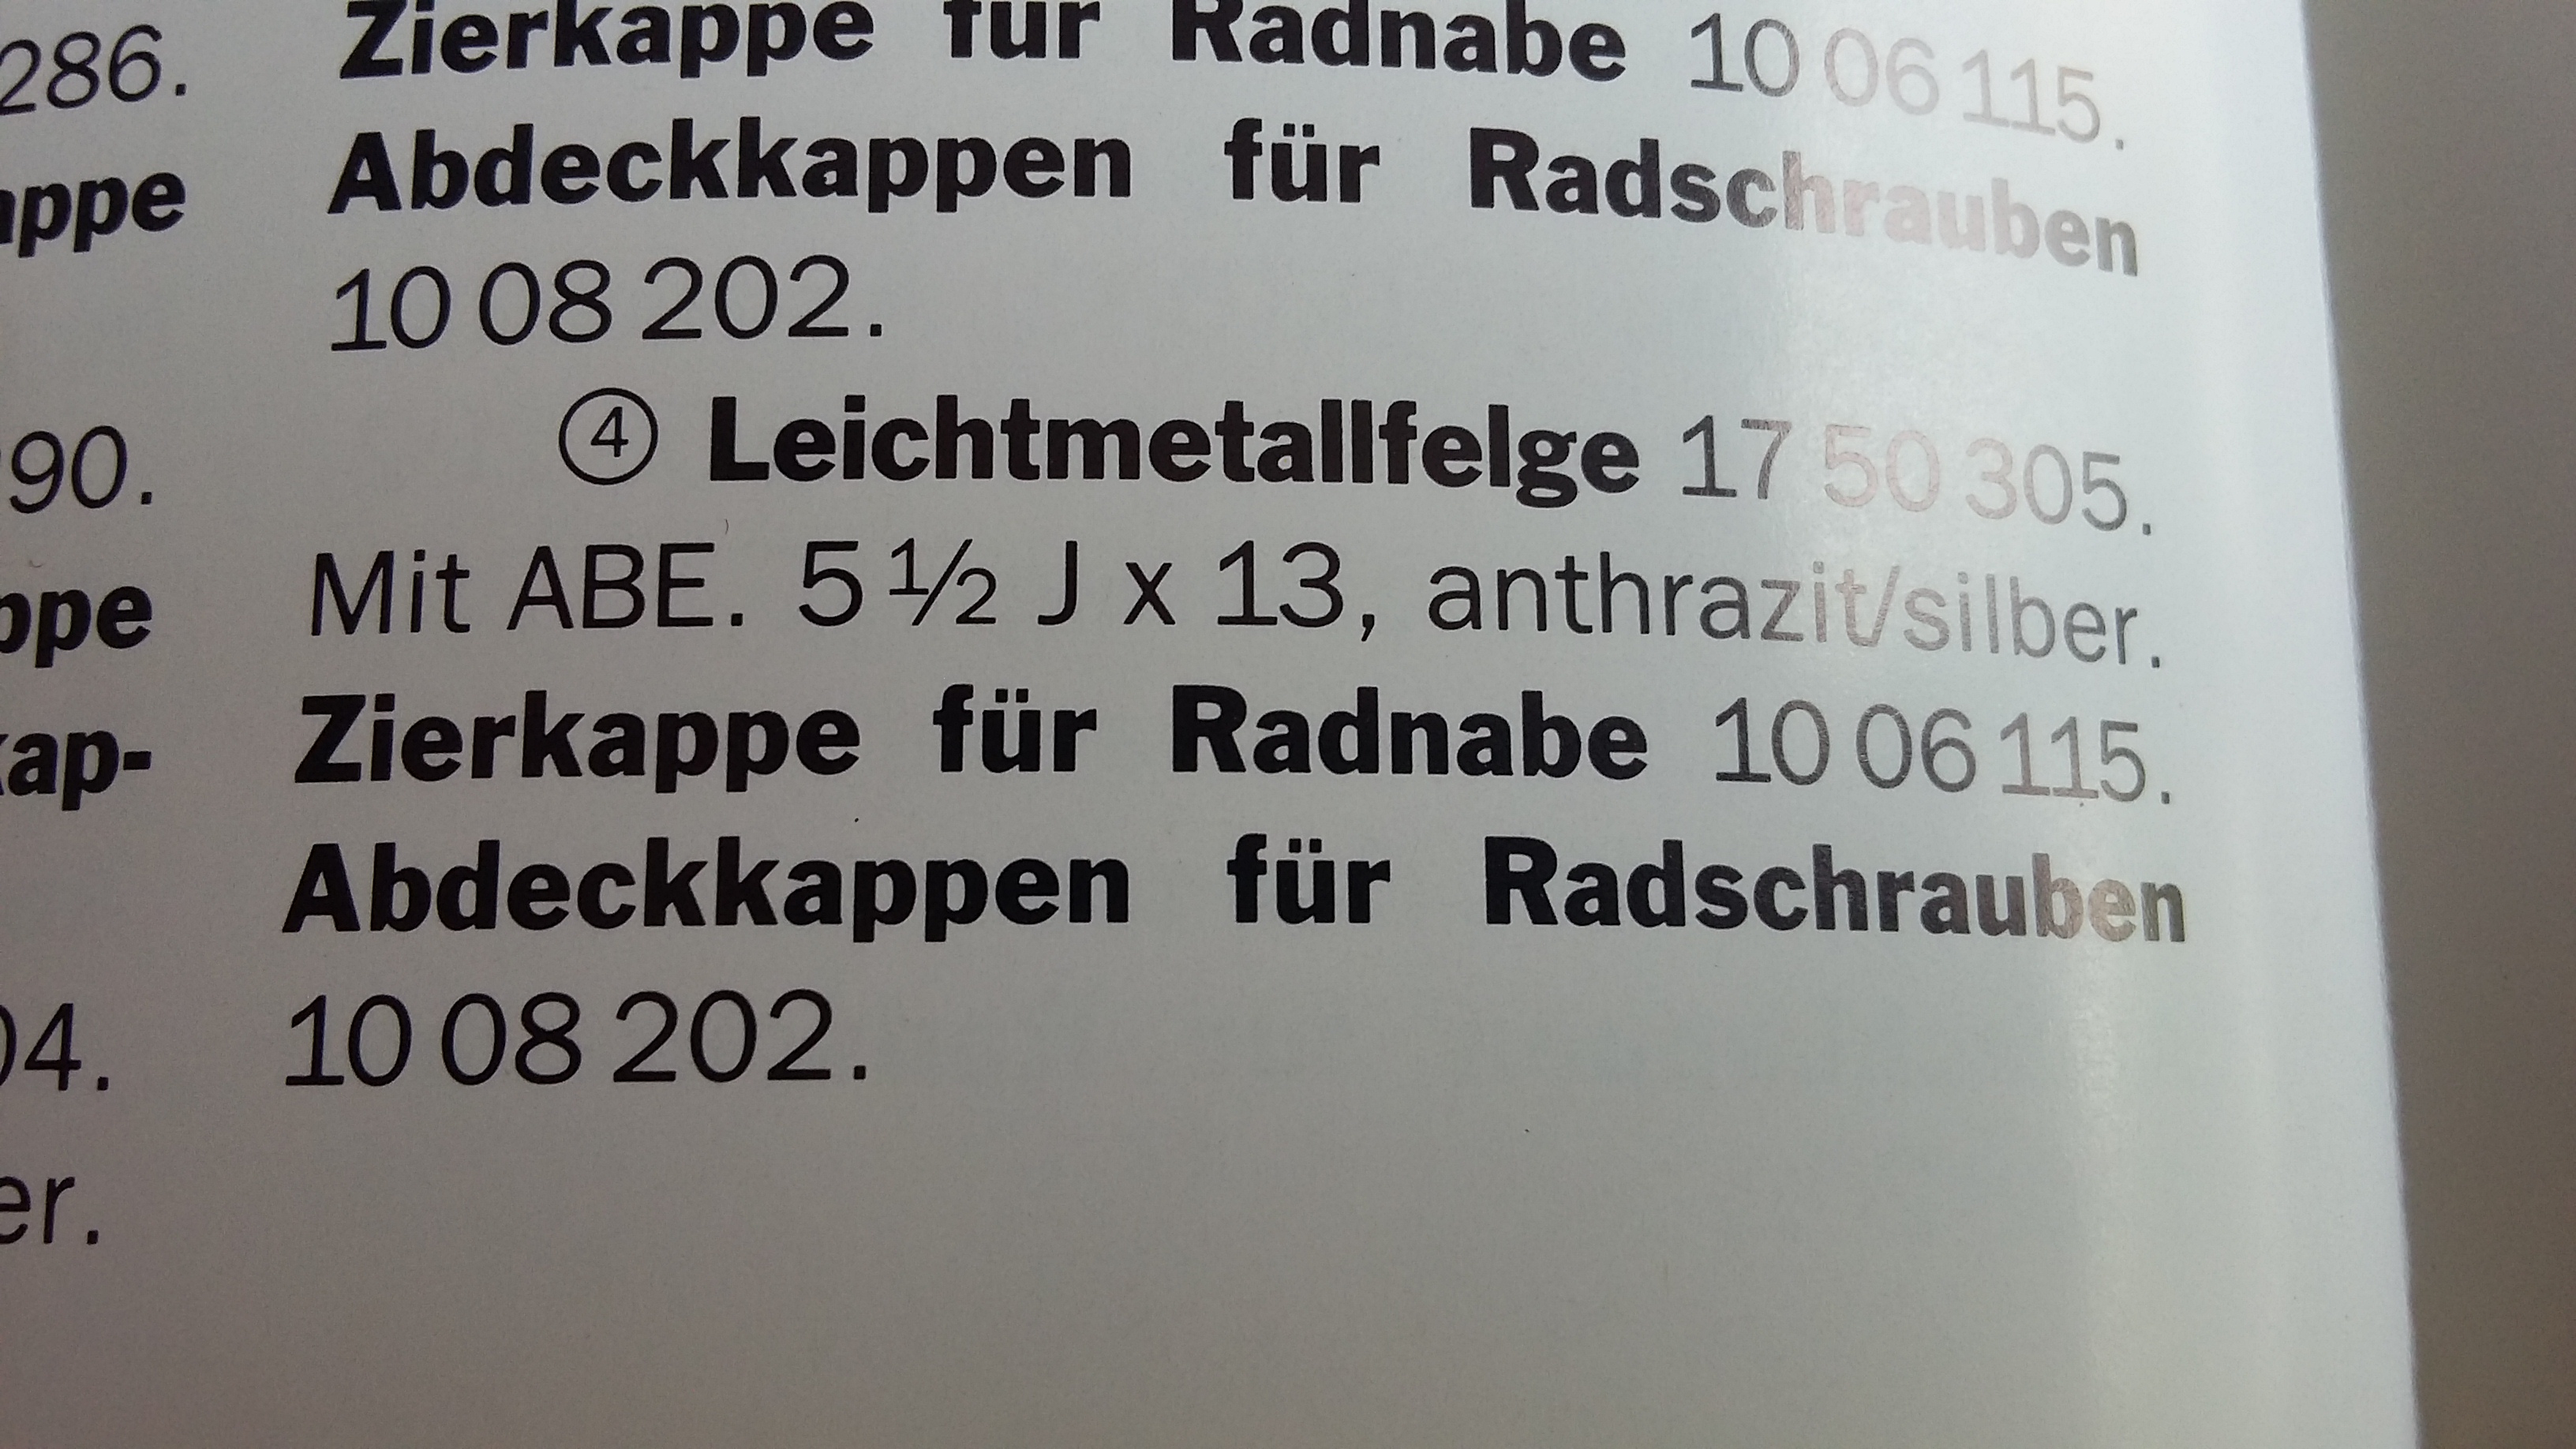 286.
appe
90.
ppe
kap-
04.
er.
Zierkappe für Radnabe 10 06 115.
Abdeckkappen für Radschrauben
10 08 202.
④ Leichtmetallfelge 17 50 305.
Mit ABE. 5 ½ J x 13, anthrazit/silber.
Zierkappe für Radnabe 10 06 115.
Abdeckkappen für Radschrauben
10 08 202.